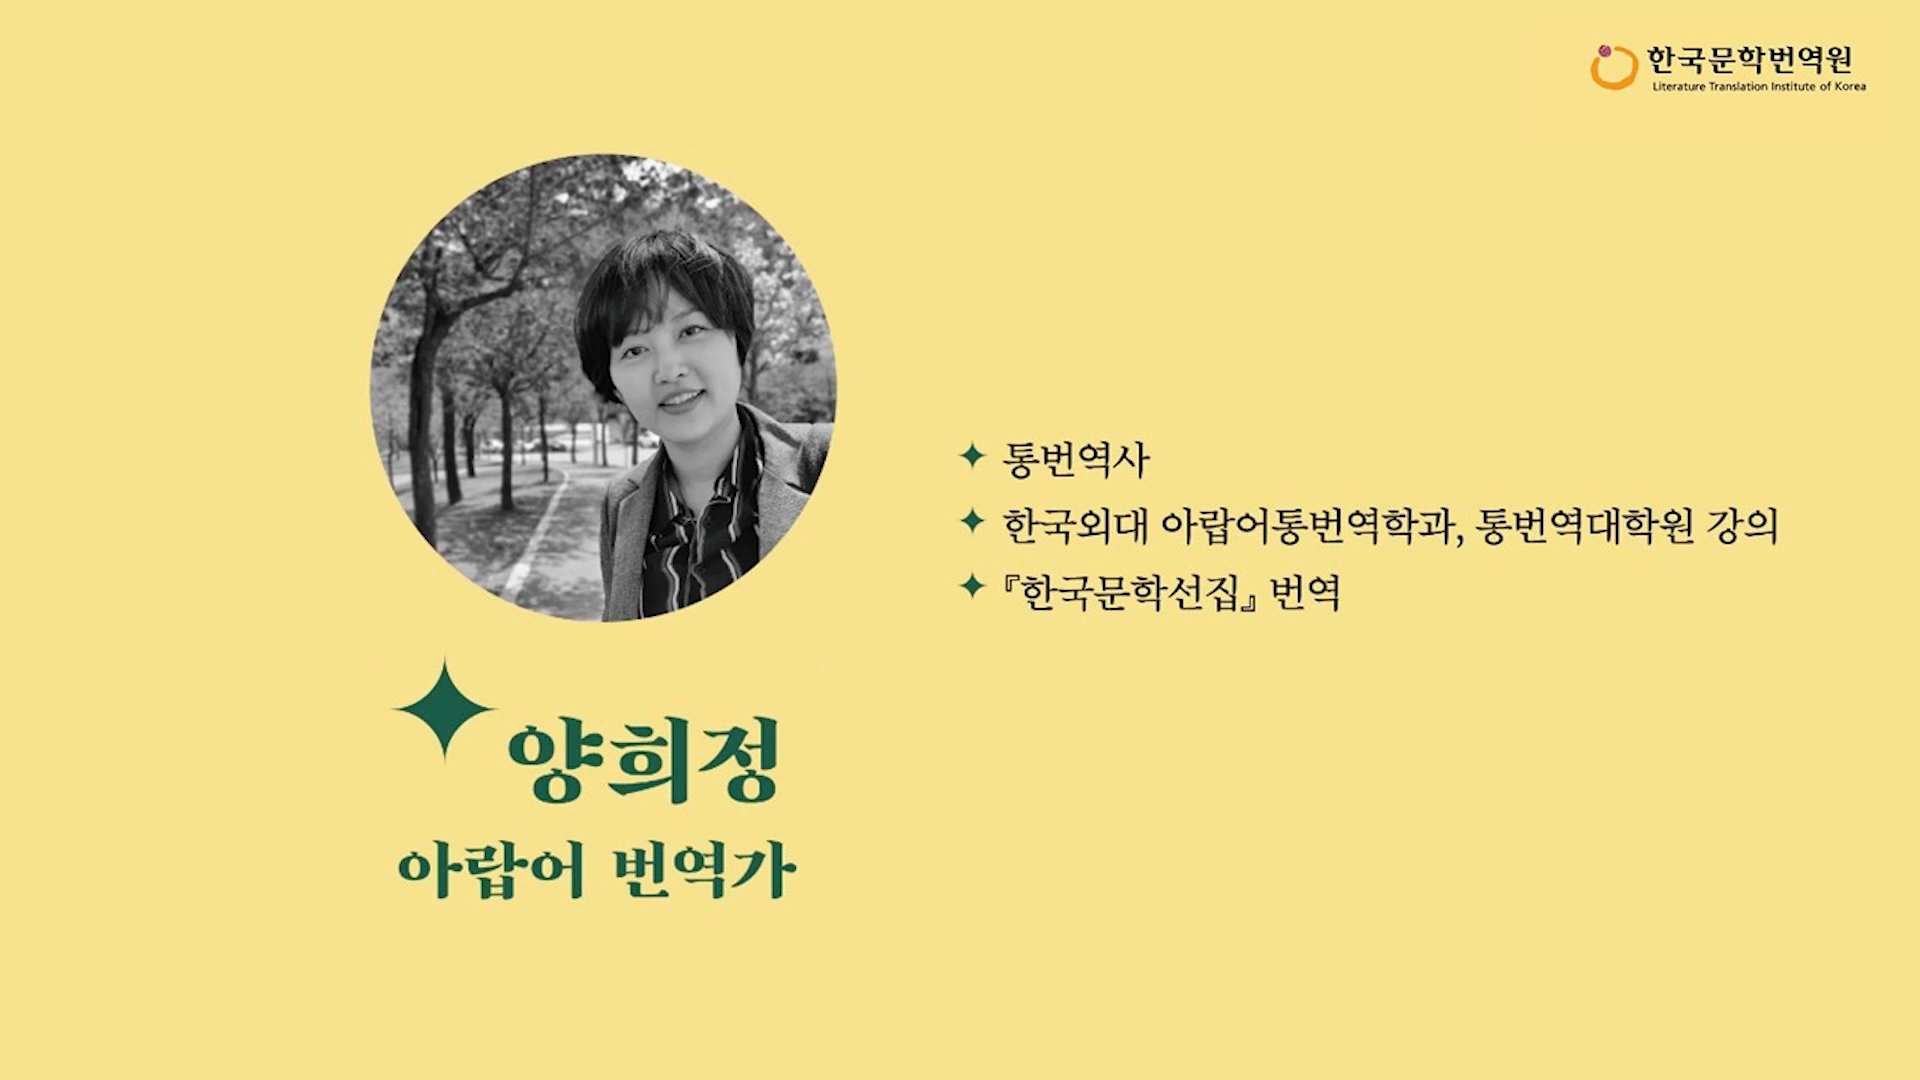 한국문학번역원
Literature Translation Institute of Korea
통번역사
한국외대 아랍어통번역학과, 통번역대학원 강의
『한국문학선집』 번역
양희정
아랍어 번역가